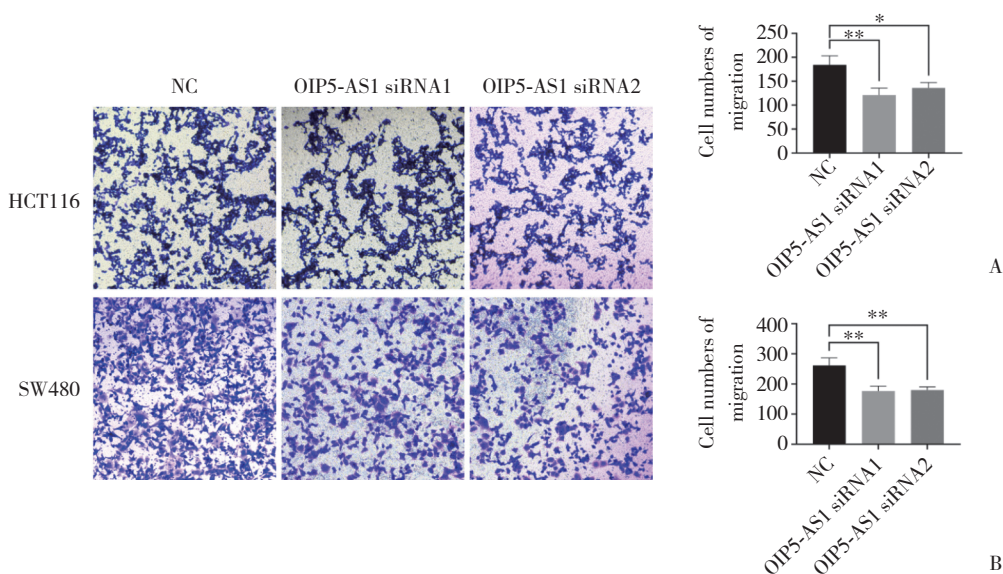 NC
OIP5-AS1 siRNA1
OIP5-AS1 siRNA2
HCT116
SW480
Cell numbers of
migration
250
200
150
100
50
0
**
*
NC
OIP5-AS1 siRNA1
OIP5-AS1 siRNA2
A
Cell numbers of
migration
400
300
200
100
0
**
**
NC
OIP5-AS1 siRNA1
OIP5-AS1 siRNA2
B